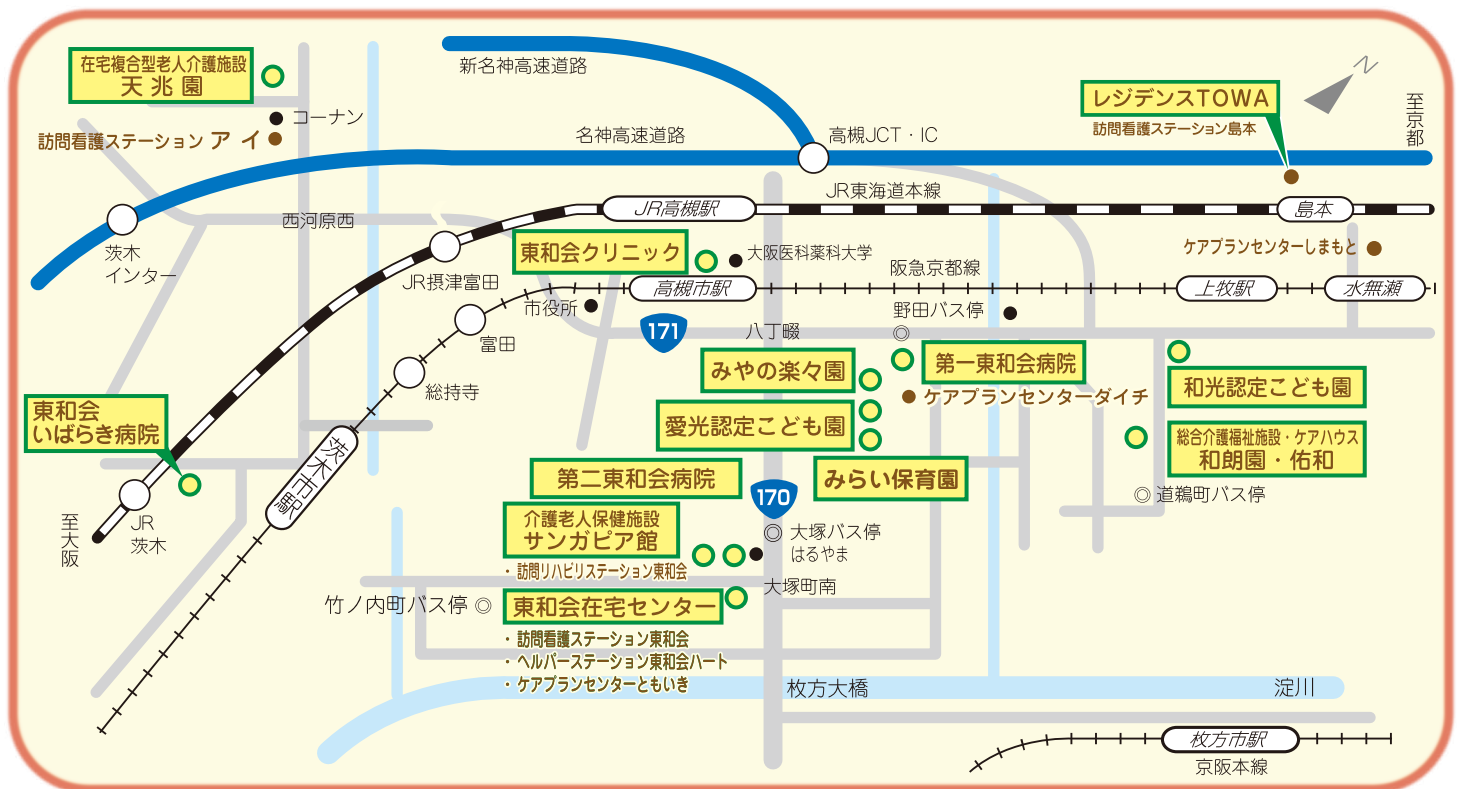 新名神高速道路
在宅複合型老人介護施設
天兆園
コーナン
訪問看護ステーション アイ
名神高速道路
高槻JCT・IC
レジデンスTOWA
訪問看護ステーション島本
N
至京都
JR東海道本線
JR高槻駅
島本
西河原西
茨木
インター
JR摂津富田
東和会クリニック
大阪医科薬科大学
ケアプランセンターしまもと
阪急京都線
高槻市駅
上牧駅
水無瀬
市役所
野田バス停
◎
171
八丁畷
富田
総持寺
みやの楽々園
第一東和会病院
ケアプランセンターダイチ
和光認定こども園
東和会
いばらき病院
愛光認定こども園
総合介護福祉施設・ケアハウス
和朗園・佑和
茨木市駅
第二東和会病院
みらい保育園
170
◎ 道鵜町バス停
JR
茨木
至大阪
介護老人保健施設
サンガピア館
・訪問リハビリステーション東和会
◎ 大塚バス停
はるやま
大塚町南
竹ノ内町バス停 ◎
東和会在宅センター
・訪問看護ステーション東和会
・ヘルパーステーション東和会ハート
・ケアプランセンターともいき
枚方大橋
淀川
枚方市駅
京阪本線